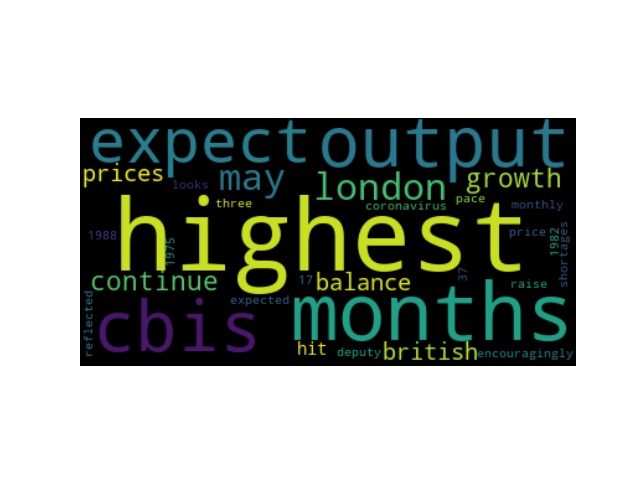 expect output
prices looks may london growth
three coronavirus pace monthly
highest
1988 1975 price 1982 shortages
continue 17 balance 37 raise
reflected cbis expected months
hit deputy british encouragingly